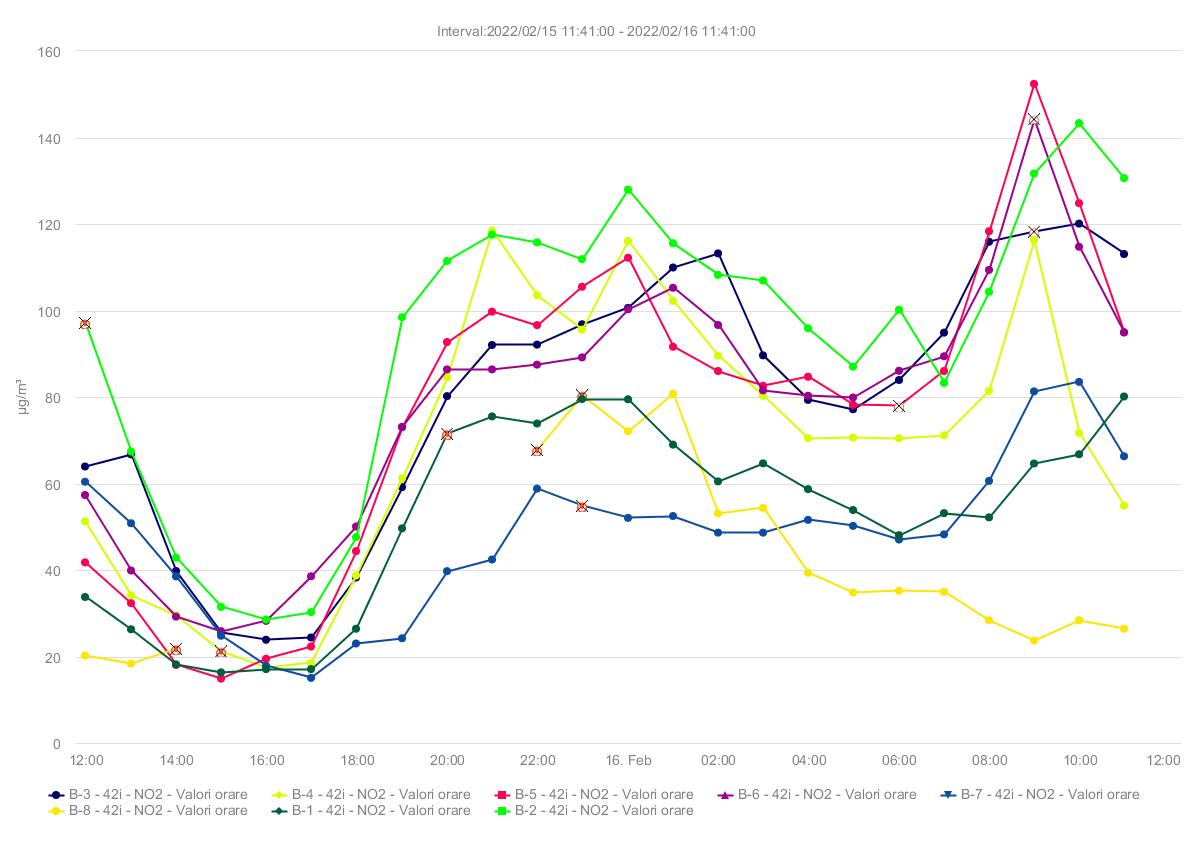 Interval:2022/02/15 11:41:00 - 2022/02/16 11:41:00
160
140
120
100
80
60
40
20
0
µg/m³
12:00 14:00 16:00 18:00 20:00 22:00 16. Feb 02:00 04:00 06:00 08:00 10:00 12:00
B-3 - 42i - NO2 - Valori orare B-4 - 42i - NO2 - Valori orare B-5 - 42i - NO2 - Valori orare B-6 - 42i - NO2 - Valori orare B-7 - 42i - NO2 - Valori orare
B-8 - 42i - NO2 - Valori orare B-1 - 42i - NO2 - Valori orare B-2 - 42i - NO2 - Valori orare